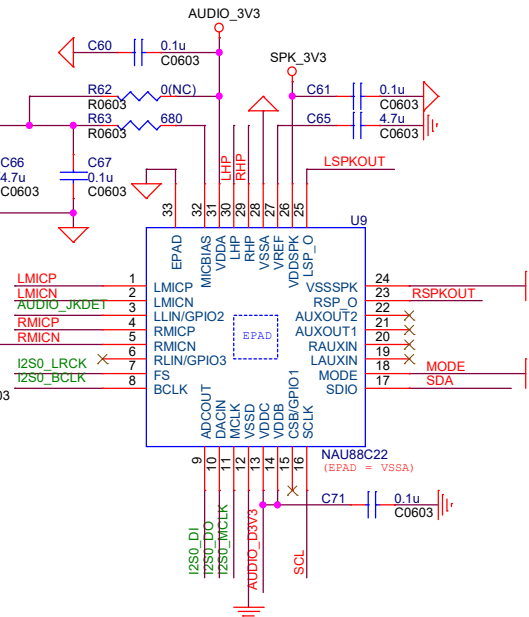 AUDIO_3V3
C60
0.1u
C0603
SPK_3V3
R62
0(NC)
R0603
R63
680
R0603
C61
0.1u
C0603
C65
4.7u
C0603
C66
4.7u
C0603
C67
0.1u
C0603
LHP
RHP
LSPKOUT
33
32
31
30
29
28
27
26
25
U9
EPAD
MICBIAS
VDDA
LHP
RHP
VSSA
VREF
VDDSPK
LSP_O
LMICP
1
LMICP
LMICN
2
LMICN
AUDIO_JKDET
3
LLIN/GPIO2
RMICP
4
RMICP
RMICN
5
RMICN
6
RLIN/GPIO3
I2S0_LRCK
7
FS
I2S0_BCLK
8
BCLK
03
EPAD
VSSSPK
24
RSP_O
23
RSPKOUT
AUXOUT2
22
AUXOUT1
21
RAUXIN
20
LAUXIN
19
MODE
18
MODE
SDIO
17
SDA
ADCOUT
DACIN
MCLK
VSSD
VDDC
VDDB
CSB/GPIO1
SCLK
9
10
11
12
13
14
15
16
NAU88C22
(EPAD = VSSA)
I2S0_DI
I2S0_DO
I2S0_MCLK
AUDIO_D3V3
SCL
C71
0.1u
C0603